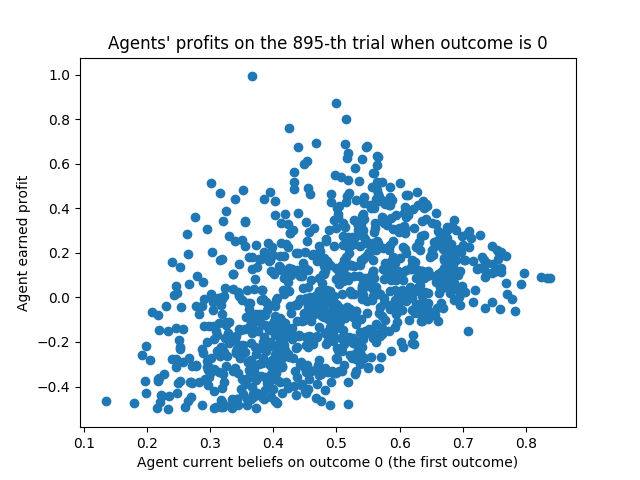 Agents' profits on the 895-th trial when outcome is 0
1.0
0.8
0.6
0.4
0.2
0.0
−0.2
−0.4
Agent earned profit
0.1 0.2 0.3 0.4 0.5 0.6 0.7 0.8
Agent current beliefs on outcome 0 (the first outcome)